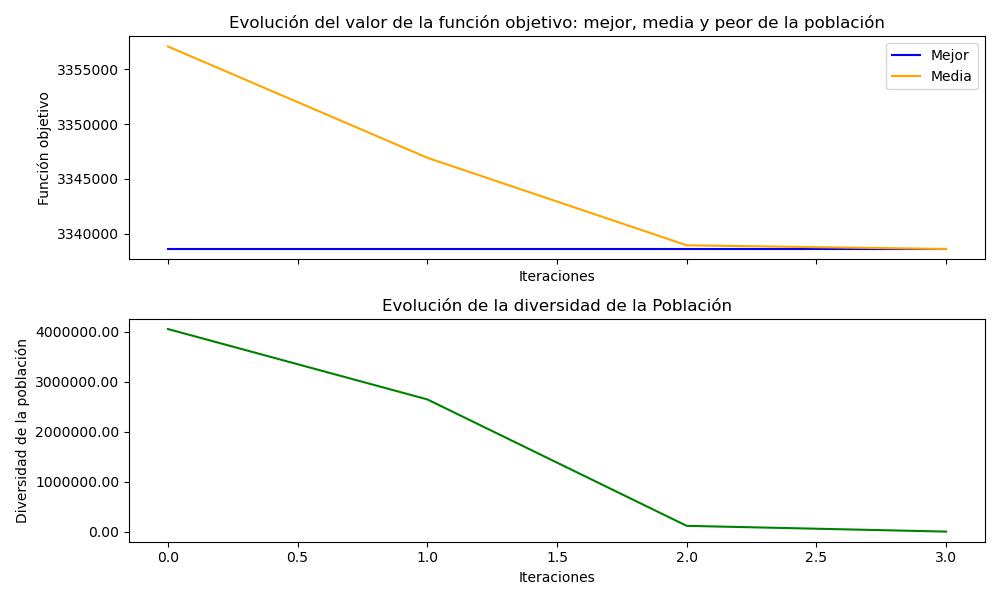 Evolución del valor de la función objetivo: mejor, media y peor de la población
Mejor
Media
3355000
3350000
3345000
3340000
Función objetivo
Iteraciones
Evolución de la diversidad de la Población
4000000.00
3000000.00
2000000.00
1000000.00
0.00
Diversidad de la población
0.0 0.5 1.0 1.5 2.0 2.5 3.0
Iteraciones